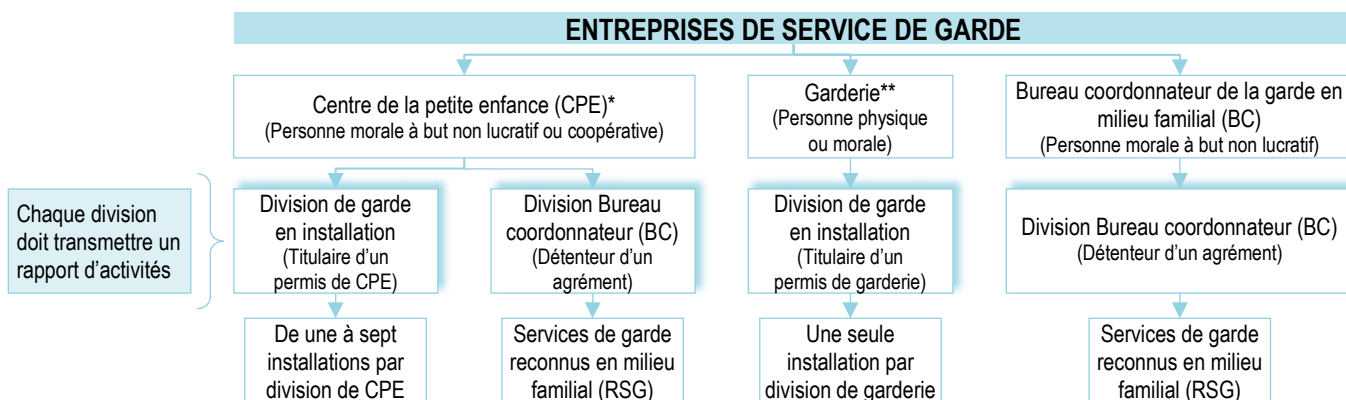 ENTREPRISES DE SERVICE DE GARDE
Centre de la petite enfance (CPE)*
(Personne morale à but non lucratif ou coopérative)
Garderie**
(Personne physique
ou morale)
Bureau coordonnateur de la garde en
milieu familial (BC)
(Personne morale à but non lucratif)
Chaque division
doit transmettre un
rapport d’activités
Division de garde
en installation
(Titulaire d’un
permis de CPE)
Division Bureau
coordonnateur (BC)
(Détenteur d’un
agrément)
Division de garde
en installation
(Titulaire d’un
permis de garderie)
Division Bureau coordonnateur (BC)
(Détenteur d’un agrément)
De une à sept
installations par
division de CPE
Services de garde
reconnus en milieu
familial (RSG)
Une seule
installation par
division de garderie
Services de garde
reconnus en milieu
familial (RSG)